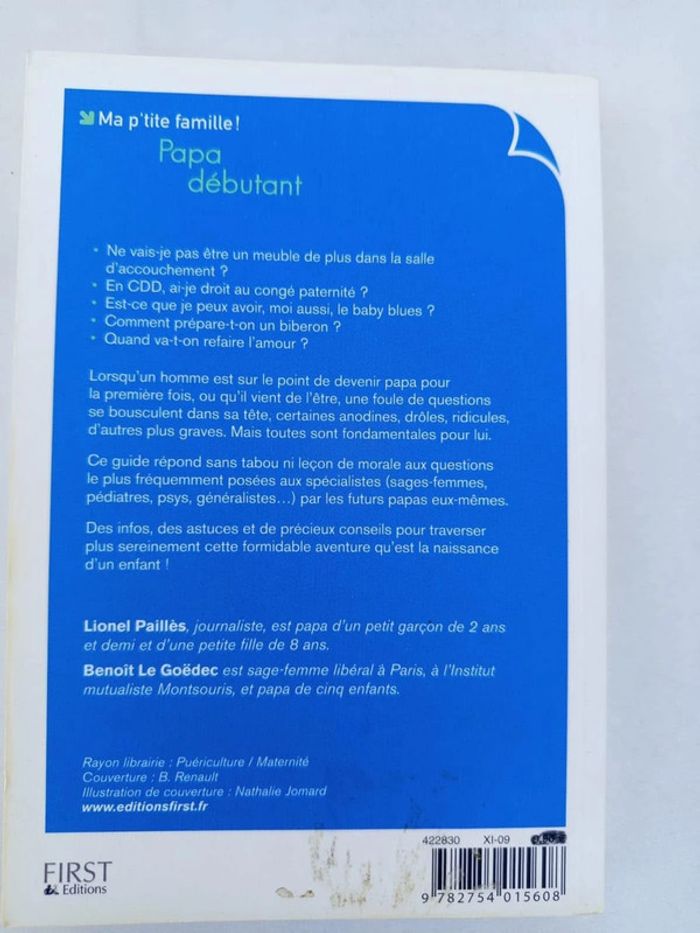 Ma p'tite famille!
Papa
débutant
• Ne vais-je pas être un meuble de plus dans la salle
d'accouchement ?
• En CDD, ai-je droit au congé paternité ?
• Est-ce que je peux avoir, moi aussi, le baby blues ?
• Comment prépare-t-on un biberon ?
• Quand va-t-on refaire l'amour ?
Lorsqu'un homme est sur le point de devenir papa pour
la première fois, ou qu'il vient de l'être, une foule de questions
se bousculent dans sa tête, certaines anodines, drôles, ridicules,
d'autres plus graves. Mais toutes sont fondamentales pour lui.
Ce guide répond sans tabou ni leçon de morale aux questions
le plus fréquemment posées aux spécialistes (sages-femmes,
pédiatres, psys, généralistes...) par les futurs papas eux-mêmes.
Des infos, des astuces et de précieux conseils pour traverser
plus sereinement cette formidable aventure qu'est la naissance
d'un enfant !
Lionel Paillès, journaliste, est papa d'un petit garçon de 2 ans
et demi et d'une petite fille de 8 ans.
Benoît Le Goëdec est sage-femme libéral à Paris, à l'Institut
mutualiste Montsouris, et papa de cinq enfants.
Rayon librairie : Puériculture / Maternité
Couverture : B. Renault
Illustration de couverture : Nathalie Jomard
www.editionsfirst.fr
422830 XI-09
FIRST
Editions
9 782754 015608